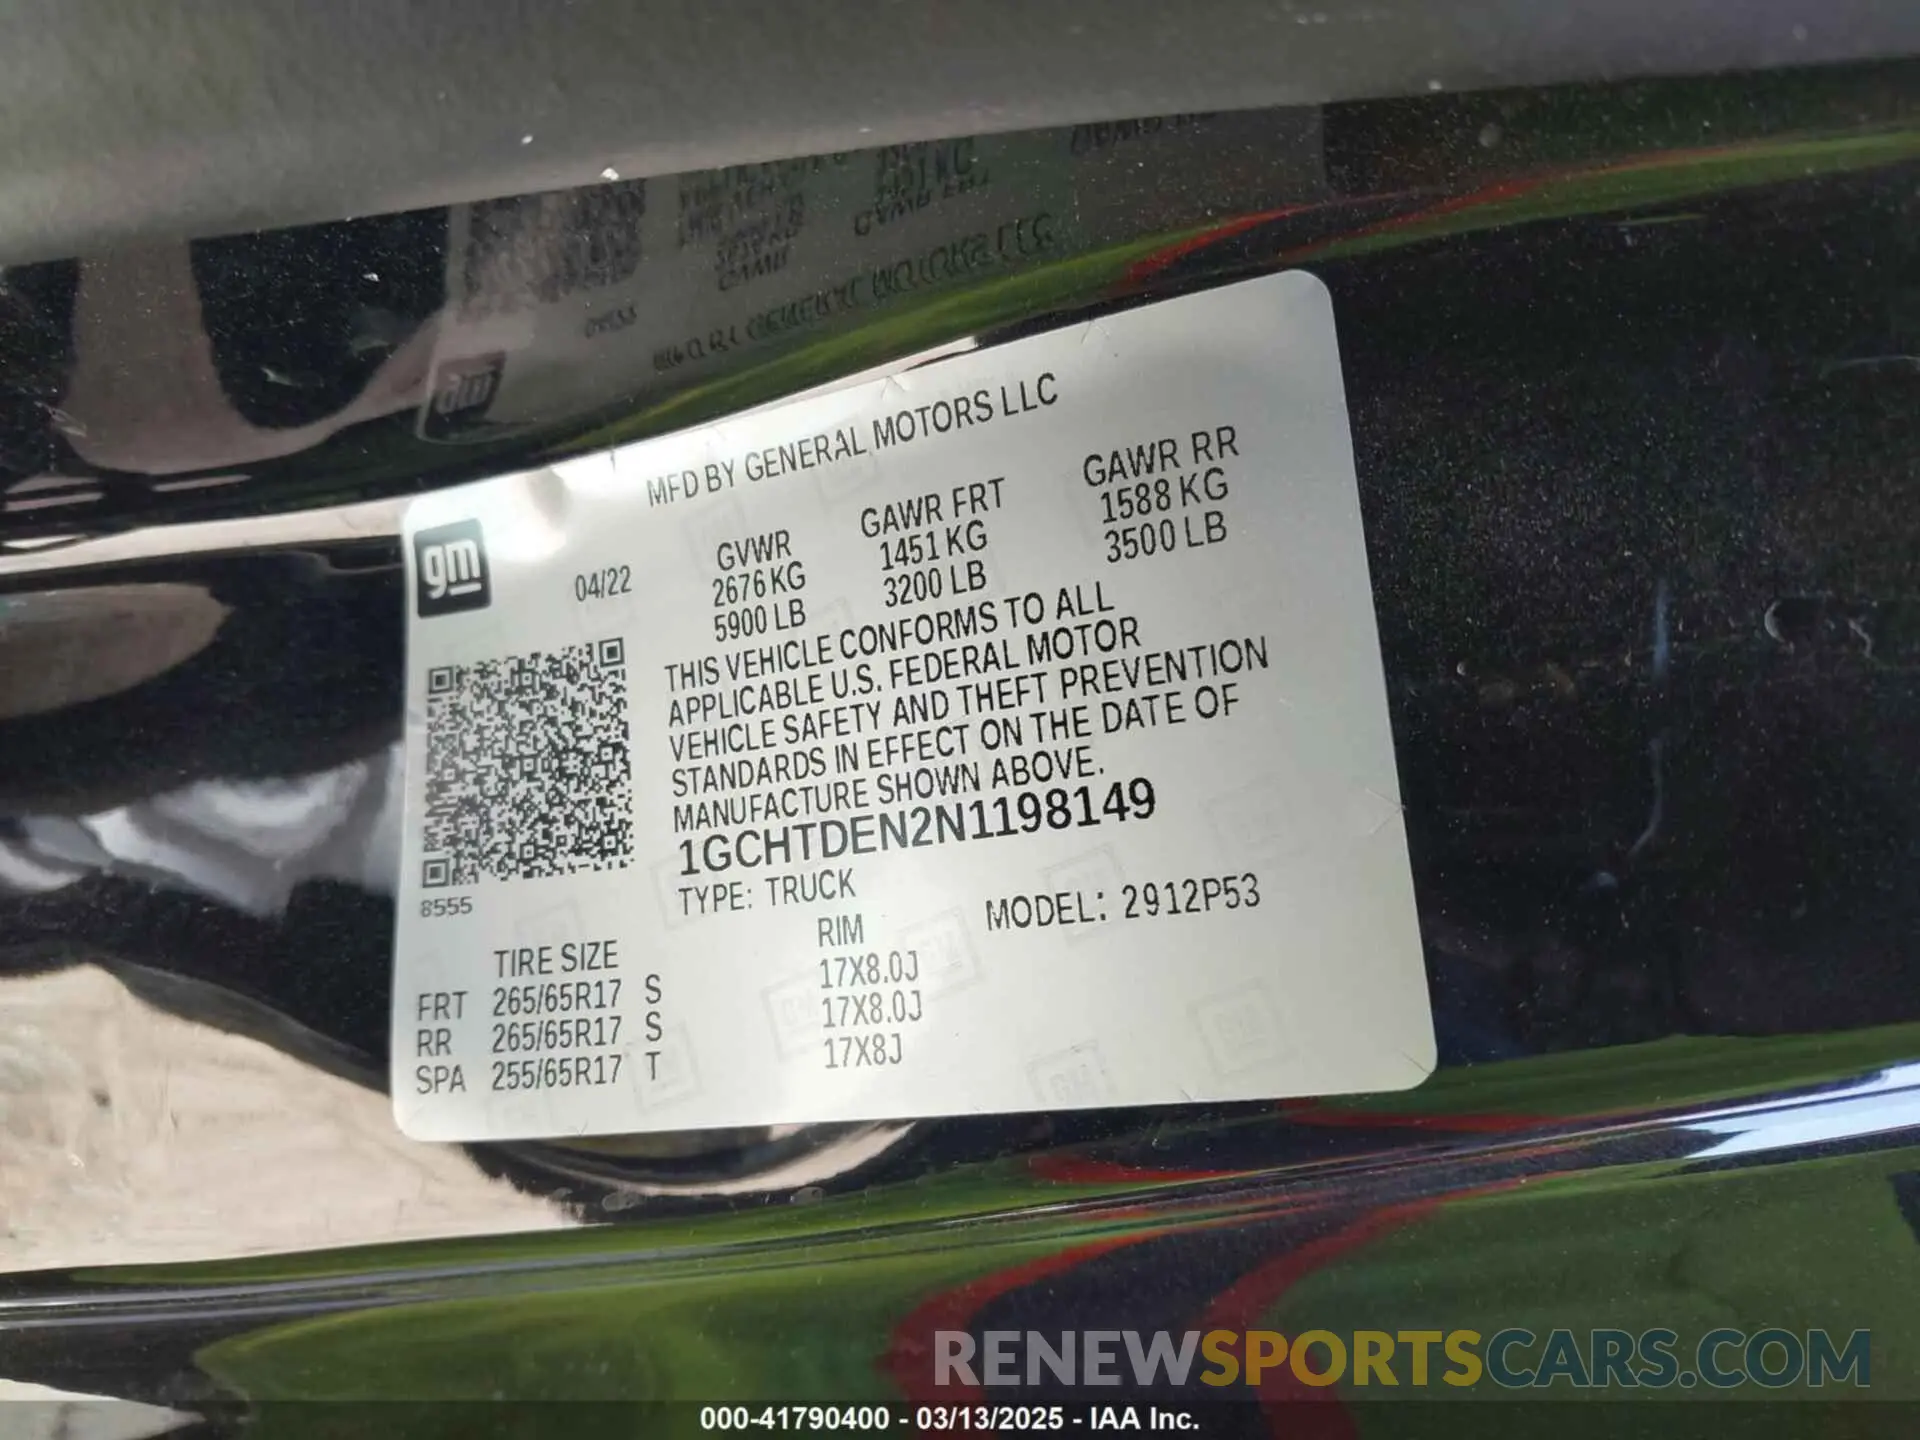 MFD BY GENERAL MOTORS LLC
gm
04/22
GVWR GAWR FRT GAWR RR
2676 KG 1451 KG 1588 KG
5900 LB 3200 LB 3500 LB
THIS VEHICLE CONFORMS TO ALL
APPLICABLE U.S. FEDERAL MOTOR
VEHICLE SAFETY AND THEFT PREVENTION
STANDARDS IN EFFECT ON THE DATE OF
MANUFACTURE SHOWN ABOVE.
1GCHTDEN2N1198149
8555
TYPE: TRUCK MODEL: 2912P53
TIRE SIZE RIM
FRT 265/65R17 S 17X8.0J
RR 265/65R17 S 17X8.0J
SPA 255/65R17 T 17X8J
RENEWSPORTSCARS.COM
000-41790400 - 03/13/2025 - IAA Inc.